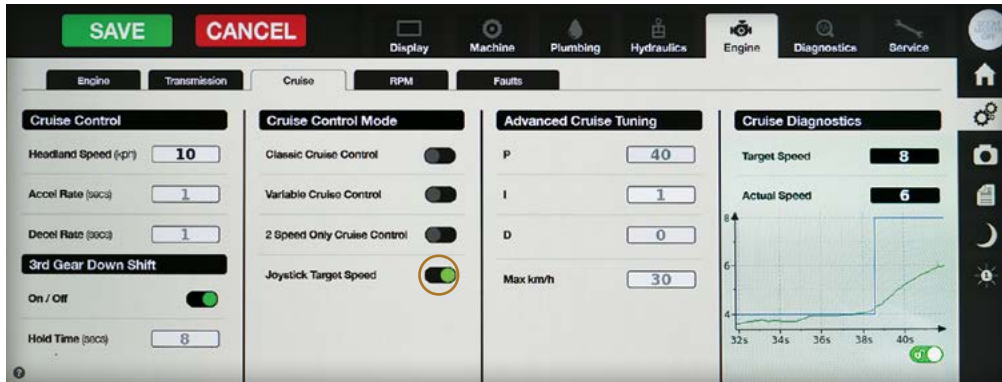 SAVE
CANCEL
Display
Machine
Plumbing
Hydraulics
Engine
Diagnostics
Service
Engine
Transmission
Cruise
RPM
Faults
Cruise Control
Headland Speed (kph) 10
Accel Rate (secs) 1
Decel Rate (secs) 1
3rd Gear Down Shift
On / Off
Hold Time (secs) 8
Cruise Control Mode
Classic Cruise Control
Variable Cruise Control
2 Speed Only Cruise Control
Joystick Target Speed
Advanced Cruise Tuning
P 40
I 1
D 0
Max km/h 30
Cruise Diagnostics
Target Speed 8
Actual Speed 6
8
6
4
32s 34s 36s 38s 40s